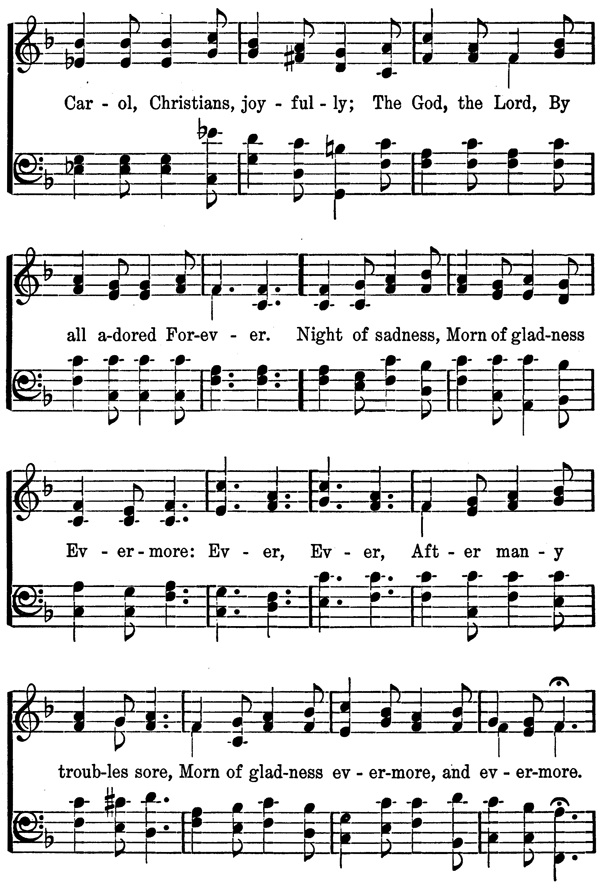 Car - ol, Christians, joy - ful - ly; The God, the Lord, By
all a-dored For-ev - er. Night of sadness, Morn of glad-ness
Ev - er - more: Ev - er, Ev - er, Aft - er man - y
troub-les sore, Morn of glad-ness ev - er-more, and ev - er-more.